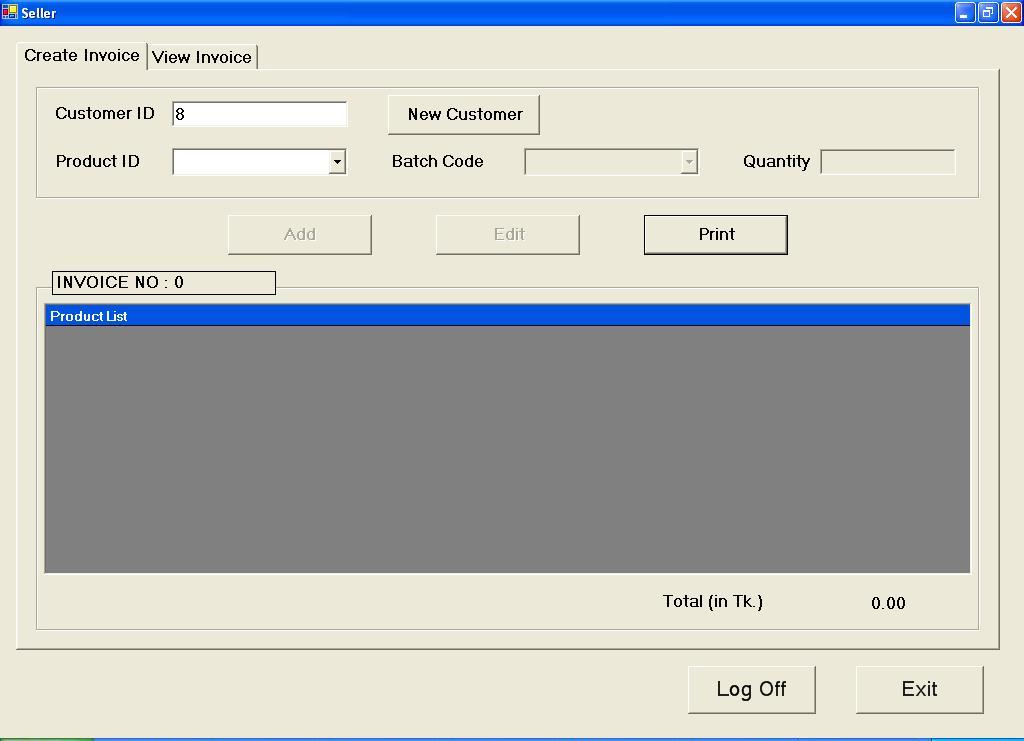 Seller
Create Invoice View Invoice
Customer ID 8 New Customer
Product ID Batch Code Quantity
Add Edit Print
INVOICE NO : 0
Product List
Total (in Tk.) 0.00
Log Off Exit